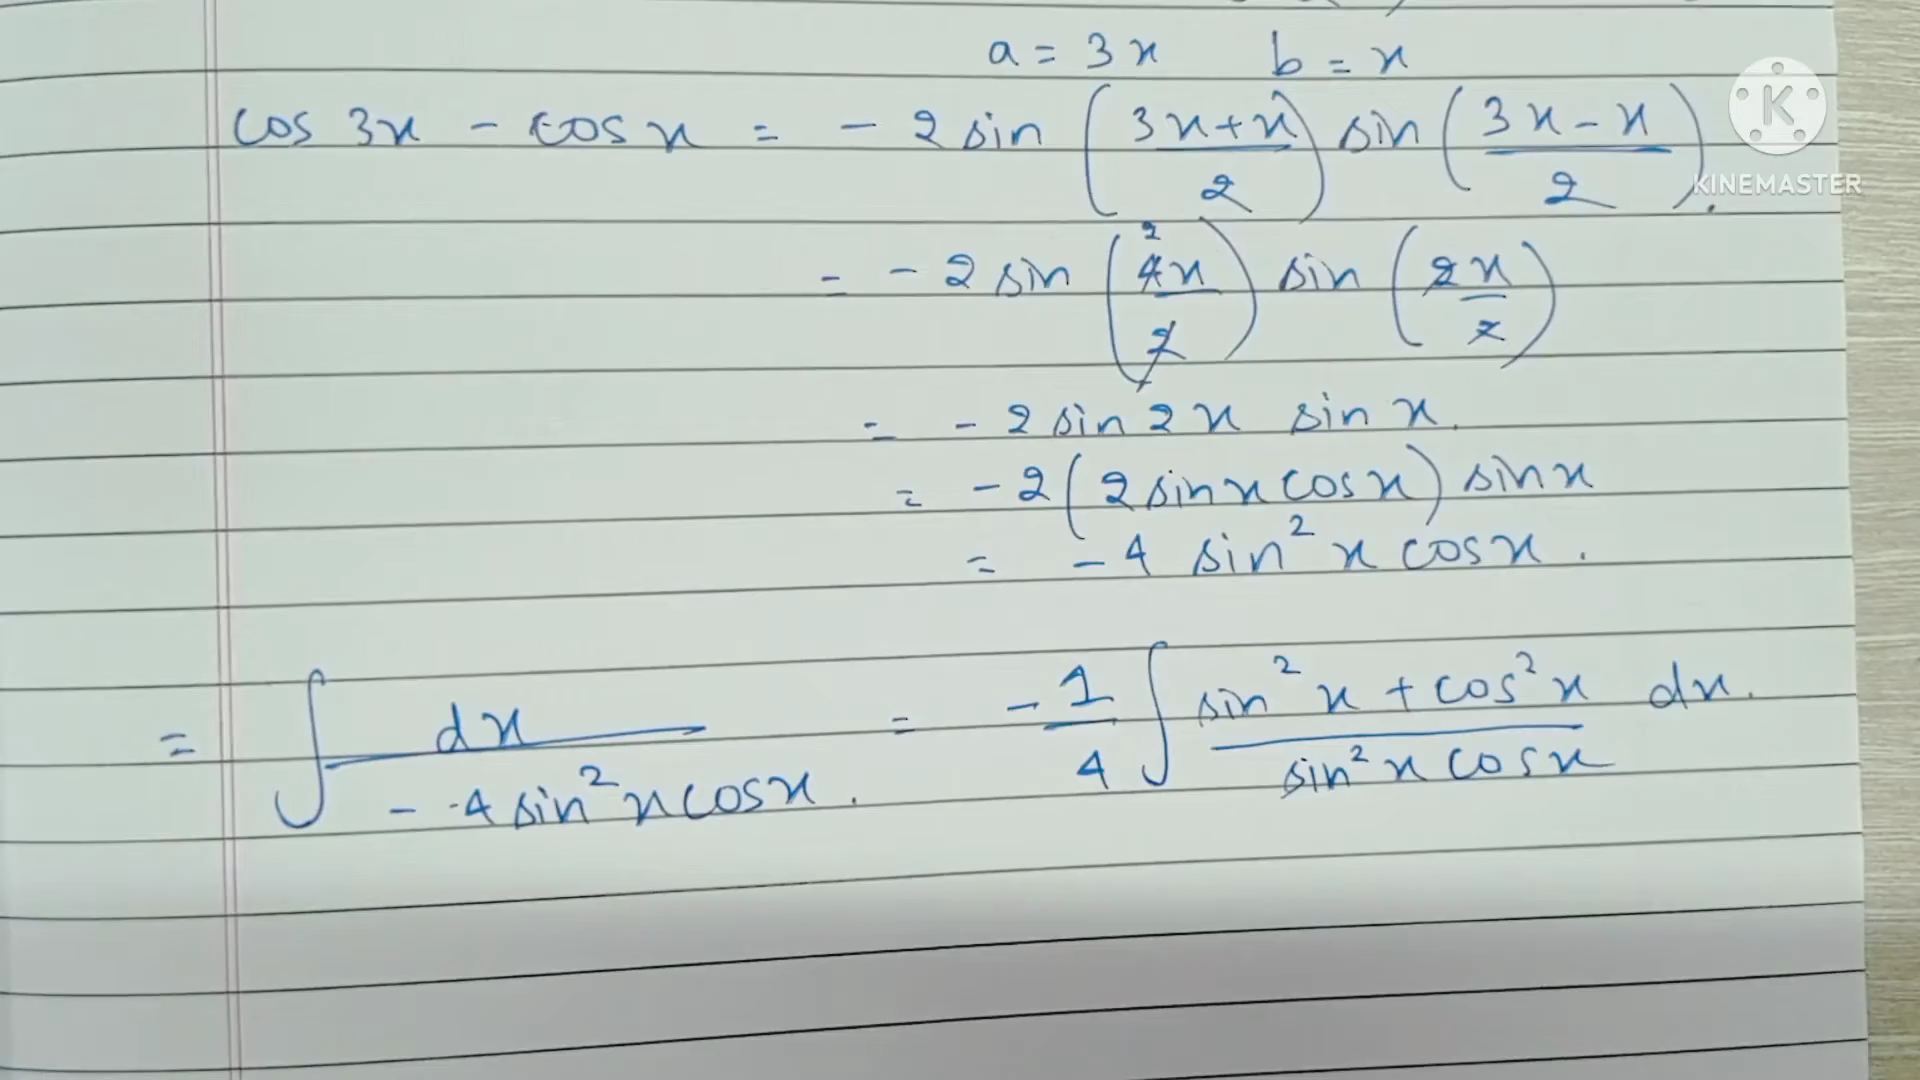 a = 3x b = x
cos 3x - cos x = - 2 sin (3x+x/2) sin (3x-x/2).
= - 2 sin (4x/2) sin (2x/2)
2
= - 2 sin 2x sin x.
= - 2 (2 sin x cos x) sin x
= - 4 sin² x cos x.
= ∫ dx / - 4 sin² x cos x. = - 1/4 ∫ sin² x + cos² x / sin² x cos x dx.
K
KINEMASTER